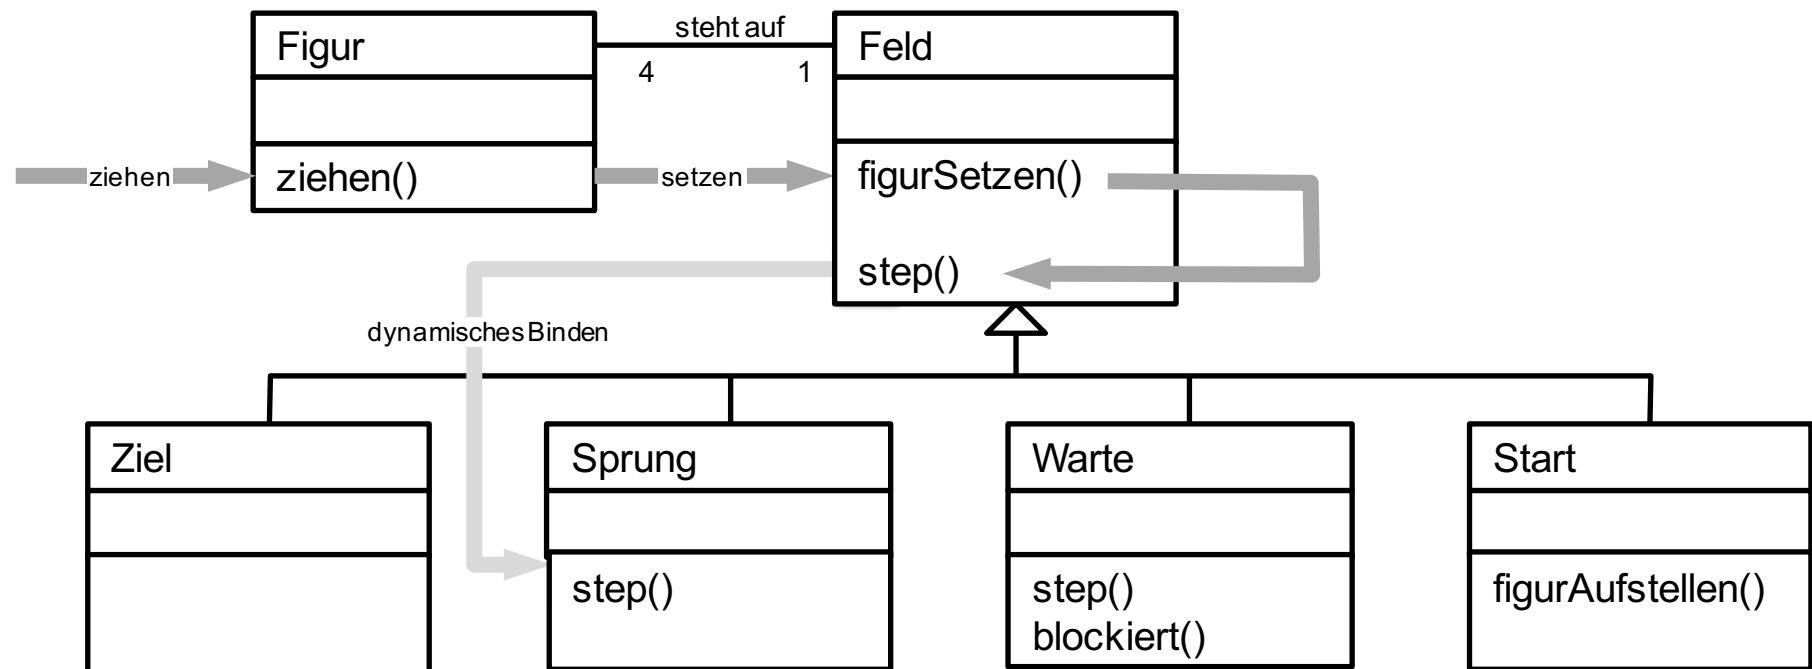 Figur
steht auf
Feld
4
1
ziehen
ziehen()
setzen
figurSetzen()
step()
dynamisches Binden
Ziel
Sprung
Warte
Start
step()
step()
figurAufstellen()
blockiert()